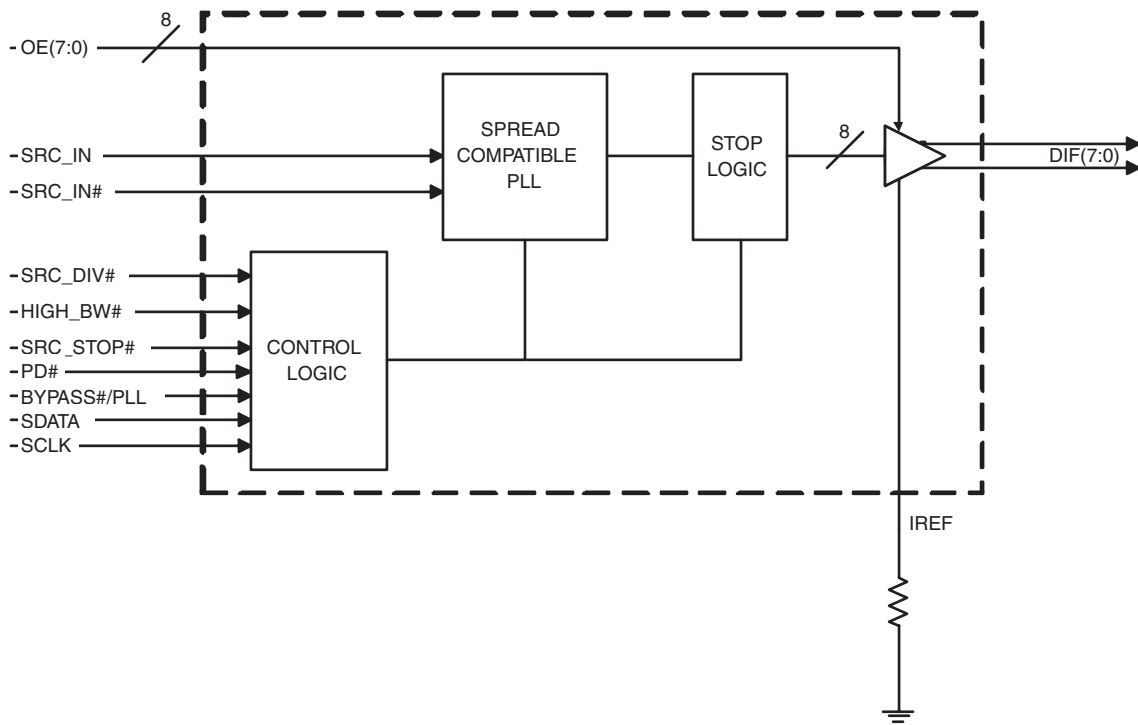 OE(7:0)
8
SPREAD
COMPATIBLE
PLL
STOP
LOGIC
8
DIF(7:0)
SRC_IN
SRC_IN#
SRC_DIV#
HIGH_BW#
SRC_STOP#
PD#
BYPASS#/PLL
SDATA
SCLK
CONTROL
LOGIC
IREF